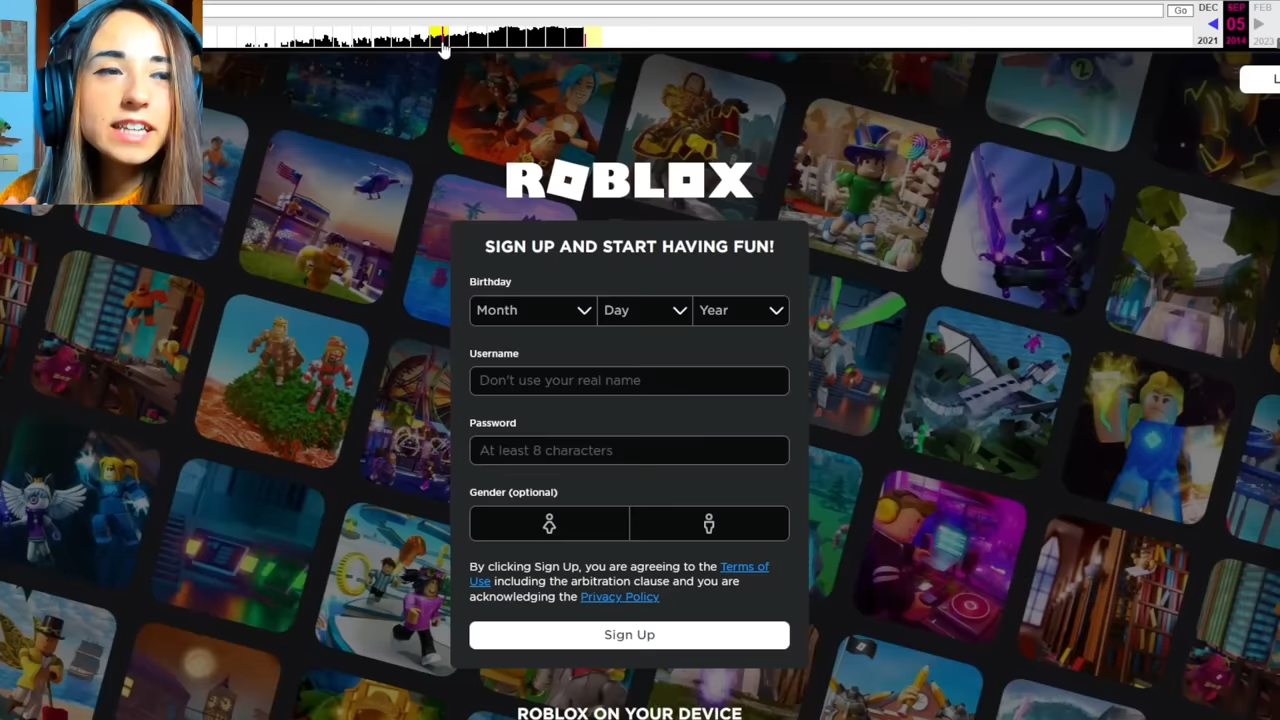 Go
DEC
SEP
FEB
05
2021
2014
2023
L
2
ROBLOX
SIGN UP AND START HAVING FUN!
Birthday
Month
Day
Year
Username
Don't use your real name
Password
At least 8 characters
Gender (optional)
By clicking Sign Up, you are agreeing to the Terms of
Use including the arbitration clause and you are
acknowledging the Privacy Policy
Sign Up
ROBLOX ON YOUR DEVICE